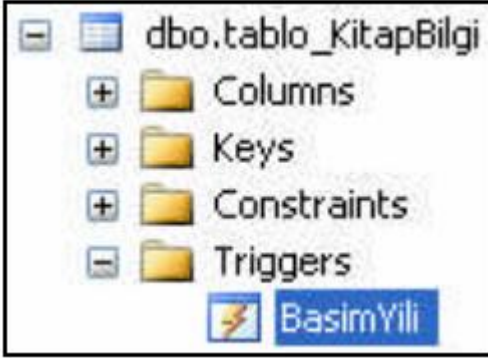 dbo.tablo_KitapBilgi
Columns
Keys
Constraints
Triggers
BasimYili